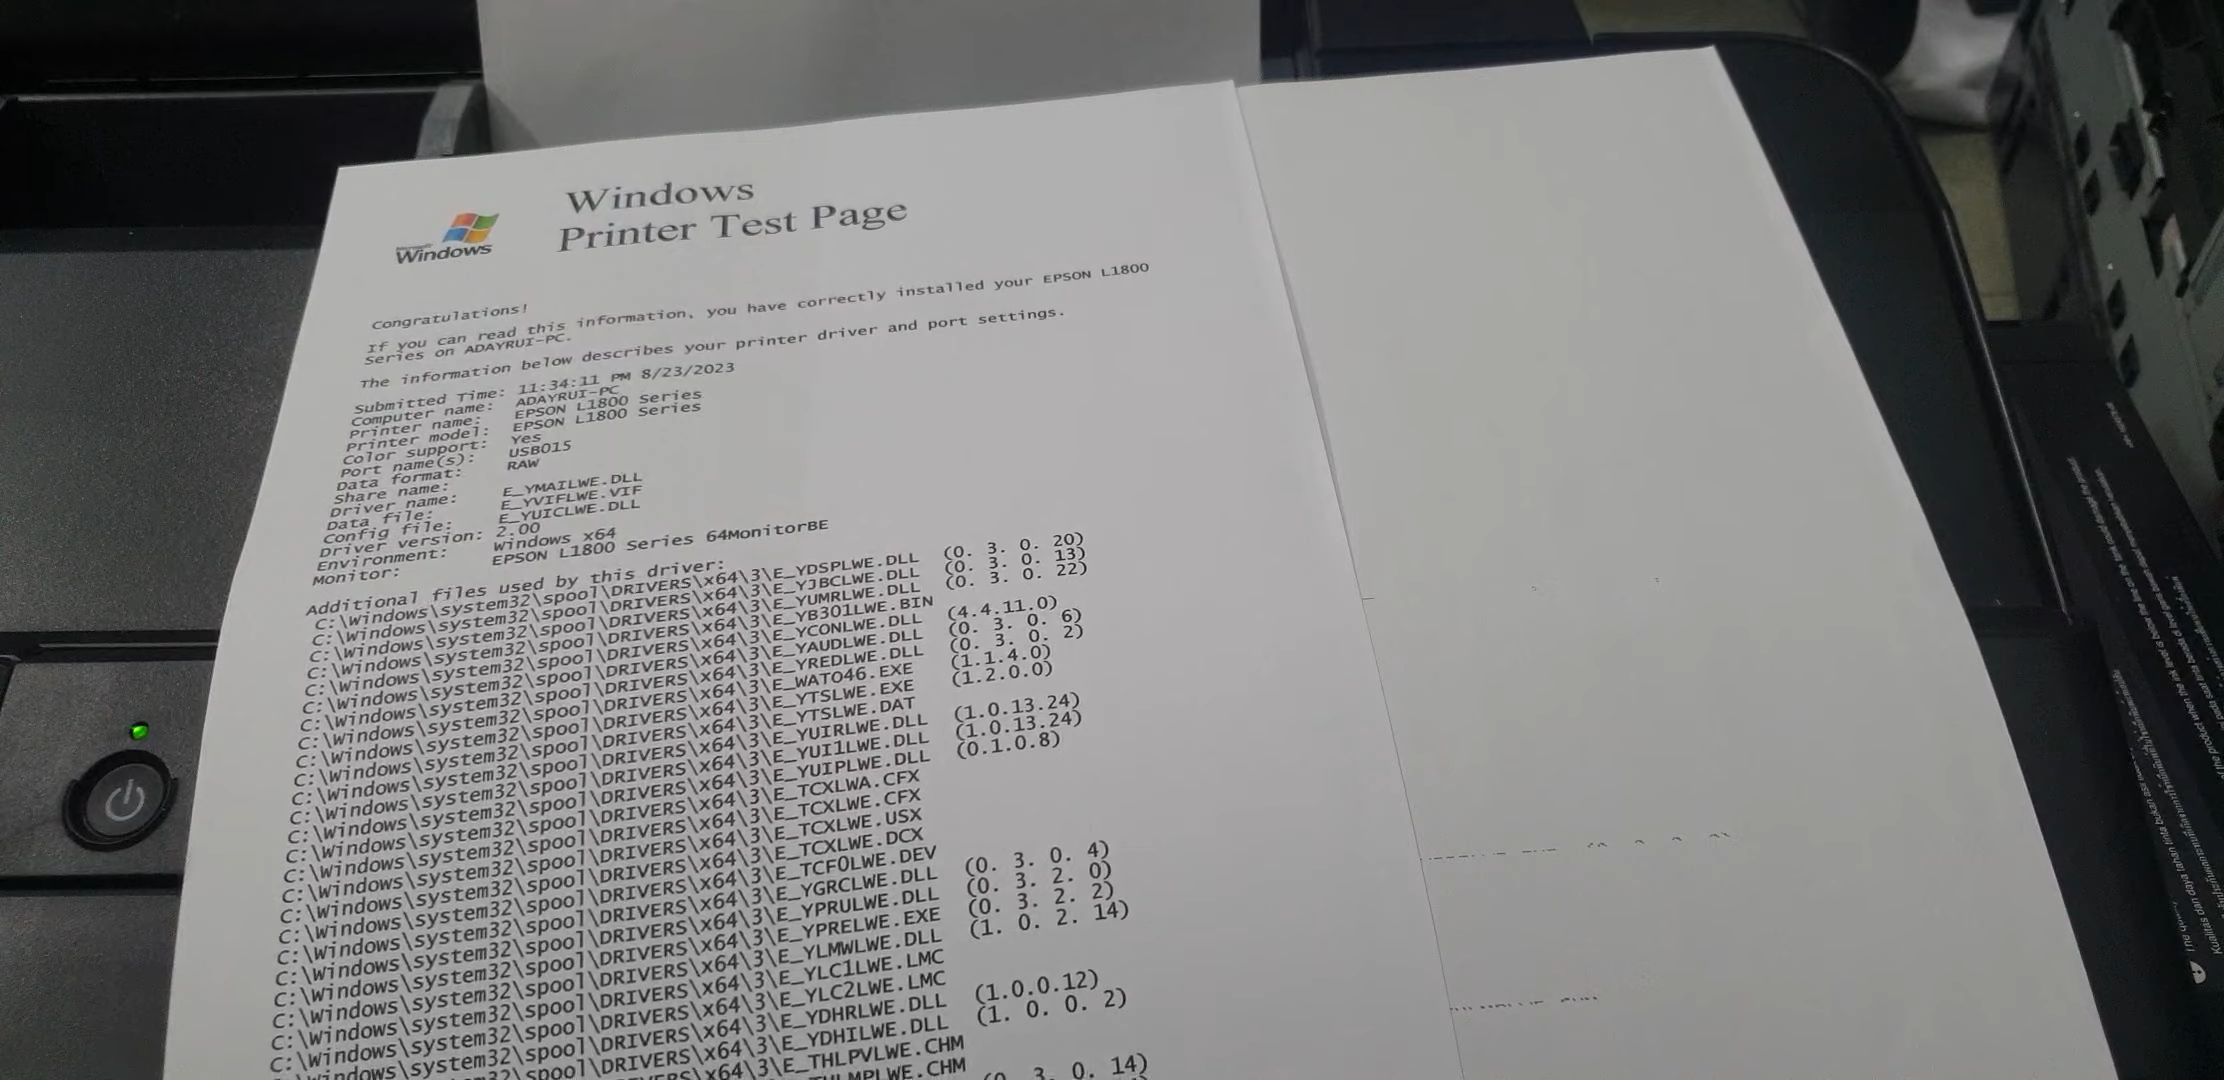 Windows
Printer Test Page
Microsoft
Windows
Congratulations!
If you can read this information, you have correctly installed your EPSON L1800
Series on ADAYRUI-PC.
The information below describes your printer driver and port settings.
Submitted Time: 11:34:11 PM 8/23/2023
Computer name: ADAYRUI-PC
Printer name: EPSON L1800 Series
Printer model: EPSON L1800 Series
Color support: Yes
Port name(s): USB015
Data format: RAW
Share name:
Driver name: E_YMAILWE.DLL
Data file: E_YVIFLWE.VIF
Config file: E_YUICLWE.DLL
Driver version: 2.00
Environment: Windows x64
Monitor: EPSON L1800 Series 64MonitorBE
Additional files used by this driver:
C:\Windows\system32\spool\DRIVERS\x64\3\E_YDSPLWE.DLL (0. 3. 0. 20)
C:\Windows\system32\spool\DRIVERS\x64\3\E_YJBCLWE.DLL (0. 3. 0. 13)
C:\Windows\system32\spool\DRIVERS\x64\3\E_YUMRLWE.DLL (0. 3. 0. 22)
C:\Windows\system32\spool\DRIVERS\x64\3\E_YB301LWE.BIN
C:\Windows\system32\spool\DRIVERS\x64\3\E_YCONLWE.DLL (4.4.11.0)
C:\Windows\system32\spool\DRIVERS\x64\3\E_YAUDLWE.DLL (0. 3. 0. 6)
C:\Windows\system32\spool\DRIVERS\x64\3\E_YREDLWE.DLL (0. 3. 0. 2)
C:\Windows\system32\spool\DRIVERS\x64\3\E_WATO46.EXE (1.1.4.0)
C:\Windows\system32\spool\DRIVERS\x64\3\E_YTSLWE.EXE (1.2.0.0)
C:\Windows\system32\spool\DRIVERS\x64\3\E_YTSLWE.DAT
C:\Windows\system32\spool\DRIVERS\x64\3\E_YUIRLWE.DLL (1.0.13.24)
C:\Windows\system32\spool\DRIVERS\x64\3\E_YUI1LWE.DLL (1.0.13.24)
C:\Windows\system32\spool\DRIVERS\x64\3\E_YUIPLWE.DLL (0.1.0.8)
C:\Windows\system32\spool\DRIVERS\x64\3\E_TCXLWA.CFX
C:\Windows\system32\spool\DRIVERS\x64\3\E_TCXLWE.CFX
C:\Windows\system32\spool\DRIVERS\x64\3\E_TCXLWE.USX
C:\Windows\system32\spool\DRIVERS\x64\3\E_TCXLWE.DCX
C:\Windows\system32\spool\DRIVERS\x64\3\E_TCF0LWE.DEV
C:\Windows\system32\spool\DRIVERS\x64\3\E_YGRCLWE.DLL (0. 3. 0. 4)
C:\Windows\system32\spool\DRIVERS\x64\3\E_YPRULWE.DLL (0. 3. 2. 0)
C:\Windows\system32\spool\DRIVERS\x64\3\E_YPRELWE.EXE (0. 3. 2. 2)
C:\Windows\system32\spool\DRIVERS\x64\3\E_YLMWLWE.DLL (1. 0. 2. 14)
C:\Windows\system32\spool\DRIVERS\x64\3\E_YLC1LWE.LMC
C:\Windows\system32\spool\DRIVERS\x64\3\E_YLC2LWE.LMC
C:\Windows\system32\spool\DRIVERS\x64\3\E_YDHRLWE.DLL (1.0.0.12)
C:\Windows\system32\spool\DRIVERS\x64\3\E_YDHILWE.DLL (1. 0. 0. 2)
\x64\3\E_THLPVLWE.CHM
3. 0. 14)